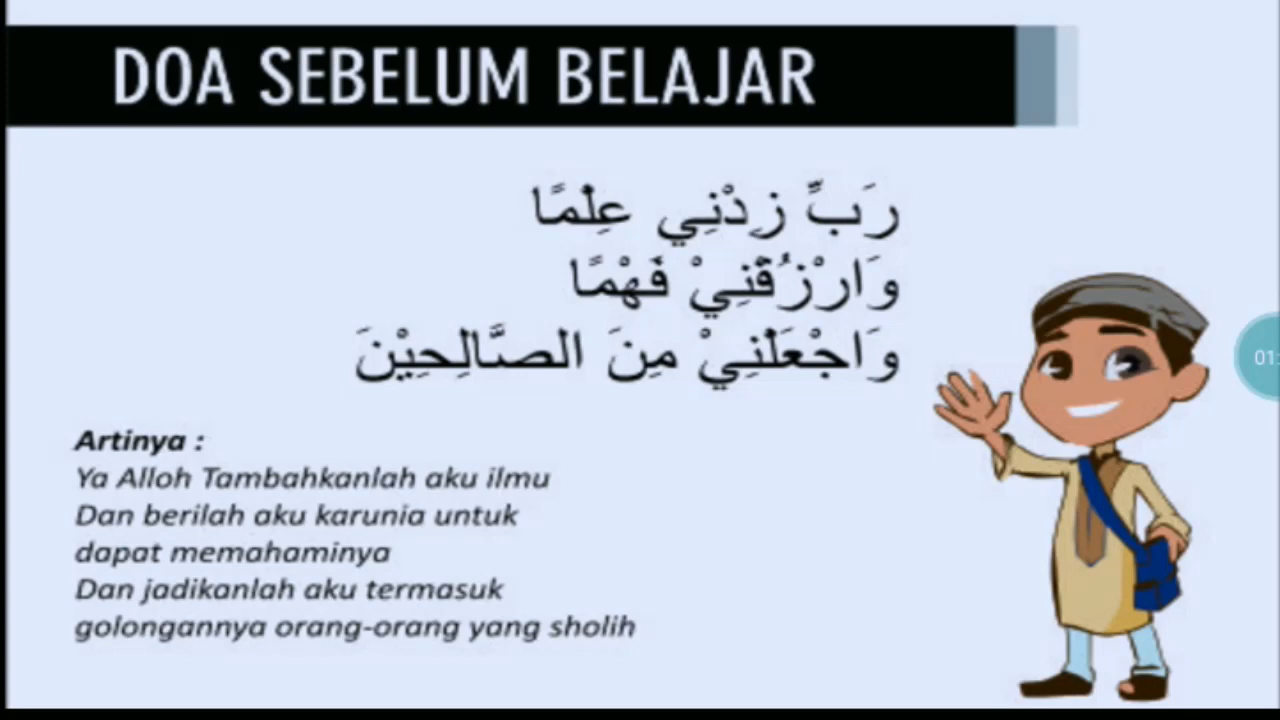 DOA SEBELUM BELAJAR
رَبِّ زِدْنِي عِلْمًا
وَارْزُقْنِيْ فَهْمًا
وَاجْعَلْنِيْ مِنَ الصَّالِحِيْنَ
Artinya :
Ya Alloh Tambahkanlah aku ilmu
Dan berilah aku karunia untuk
dapat memahaminya
Dan jadikanlah aku termasuk
golongannya orang-orang yang sholih